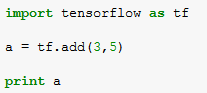 import tensorflow as tf
a = tf.add(3,5)
print a